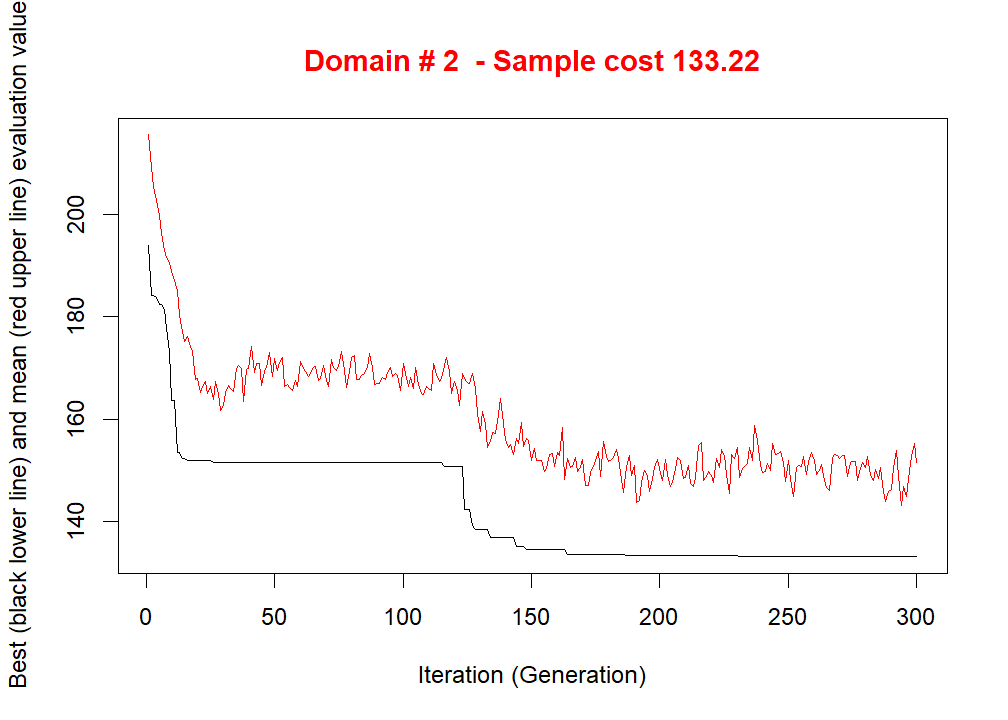 Domain # 2 - Sample cost 133.22
Best (black lower line) and mean (red upper line) evaluation value
200
180
160
140
0 50 100 150 200 250 300
Iteration (Generation)